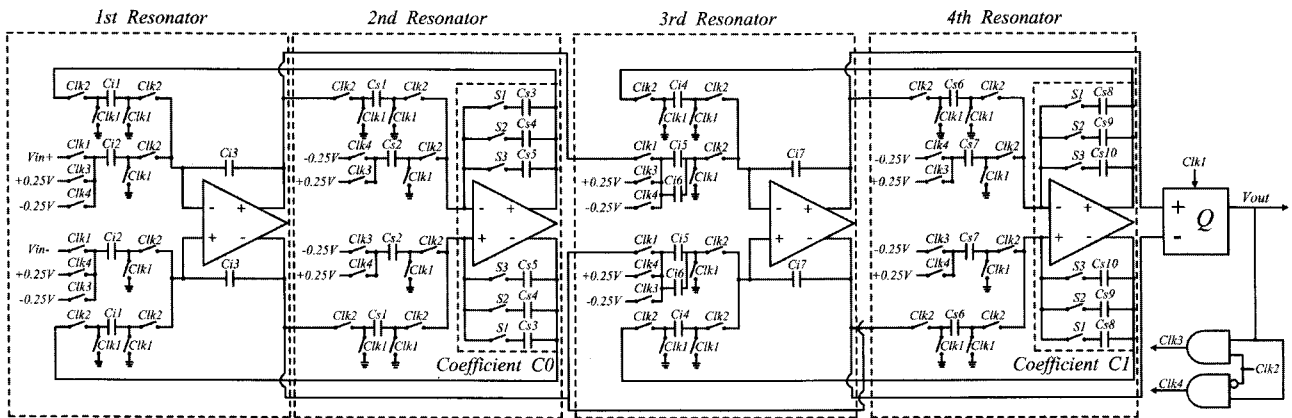 1st Resonator
2nd Resonator
3rd Resonator
4th Resonator
Clk2 Ci1 Clk2
Clk1 Clk1
Clk1 Ci2 Clk2
Vin+
Clk3
+0.25V
Clk4
-0.25V
Clk1
Ci3
- +
+ -
Vin-
Clk1 Ci2 Clk2
Clk4
+0.25V
Clk3
-0.25V
Clk1
Ci3
Clk2 Ci1 Clk2
Clk1 Clk1
Clk2 Cs1 Clk2
Clk1 Clk1
Clk4 Cs2 Clk2
-0.25V
Clk3
+0.25V
Clk1
S1 Cs3
S2 Cs4
S3 Cs5
- +
+ -
Clk3 Cs2 Clk2
-0.25V
Clk4
+0.25V
Clk1
Clk2 Cs1 Clk2
Clk1 Clk1
S3 Cs5
S2 Cs4
S1 Cs3
Coefficient C0
Clk2 Ci4 Clk2
Clk1 Clk1
Clk1 Ci5 Clk2
Clk3
+0.25V
Ci6
Clk4
-0.25V
Clk1
Ci7
- +
+ -
Clk1 Ci5 Clk2
+0.25V
Clk4
Ci6
-0.25V
Clk3
Clk1
Ci7
Clk2 Ci4 Clk2
Clk1 Clk1
Clk2 Cs6 Clk2
Clk1 Clk1
Clk4 Cs7 Clk2
-0.25V
Clk3
+0.25V
Clk1
S1 Cs8
S2 Cs9
S3 Cs10
- +
+ -
Clk3 Cs7 Clk2
-0.25V
Clk4
+0.25V
Clk1
Clk2 Cs6 Clk2
Clk1 Clk1
S3 Cs10
S2 Cs9
S1 Cs8
Coefficient C1
Clk1
+
Q
-
Vout
Clk3
Clk2
Clk4